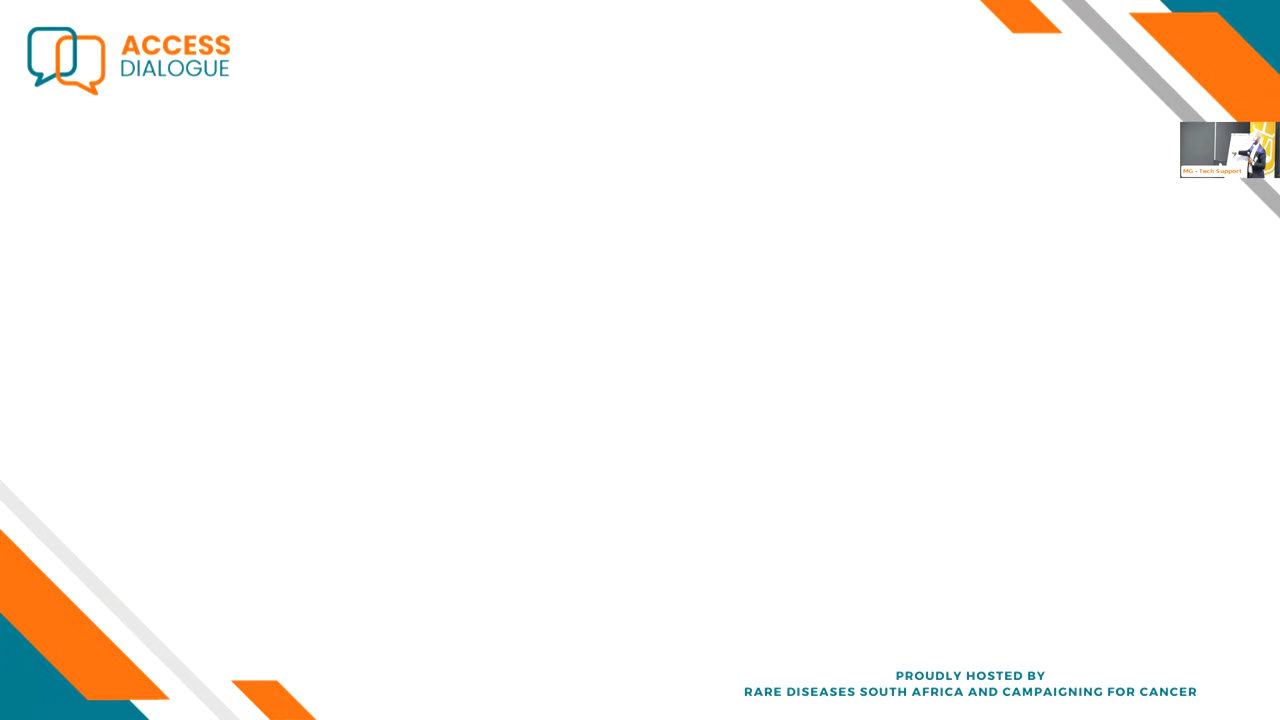 ACCESS
DIALOGUE
MG - Tech Support
PROUDLY HOSTED BY
RARE DISEASES SOUTH AFRICA AND CAMPAIGNING FOR CANCER